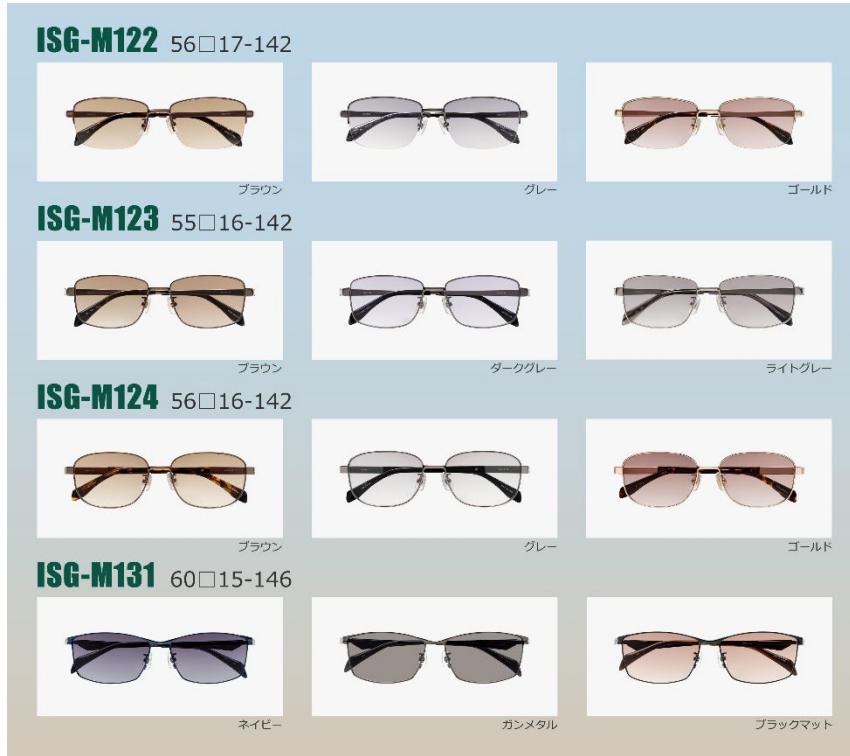 ISG-M122 56□17-142
ブラウン グレー ゴールド
ISG-M123 55□16-142
ブラウン ダークグレー ライトグレー
ISG-M124 56□16-142
ブラウン グレー ゴールド
ISG-M131 60□15-146
ネイビー ガンメタル ブラックマット